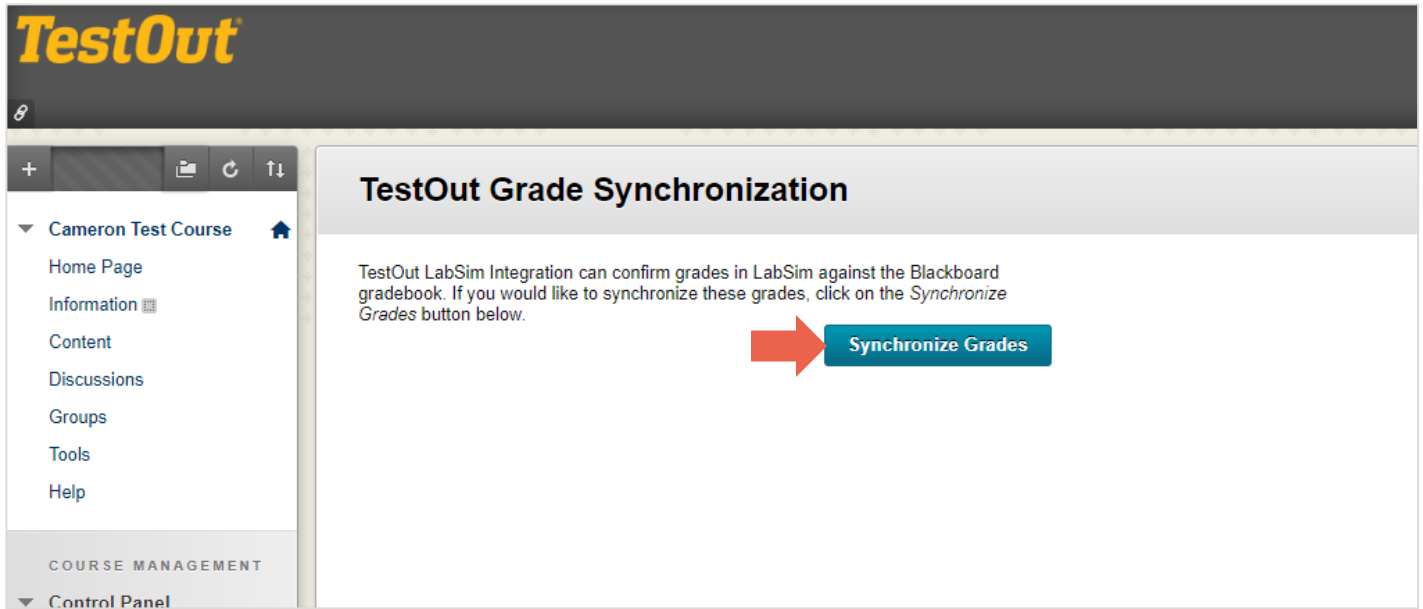 TestOut
TestOut Grade Synchronization
Cameron Test Course
Home Page
Information
Content
Discussions
Groups
Tools
Help
COURSE MANAGEMENT
Control Panel
TestOut LabSim Integration can confirm grades in LabSim against the Blackboard
gradebook. If you would like to synchronize these grades, click on the Synchronize
Grades button below.
Synchronize Grades